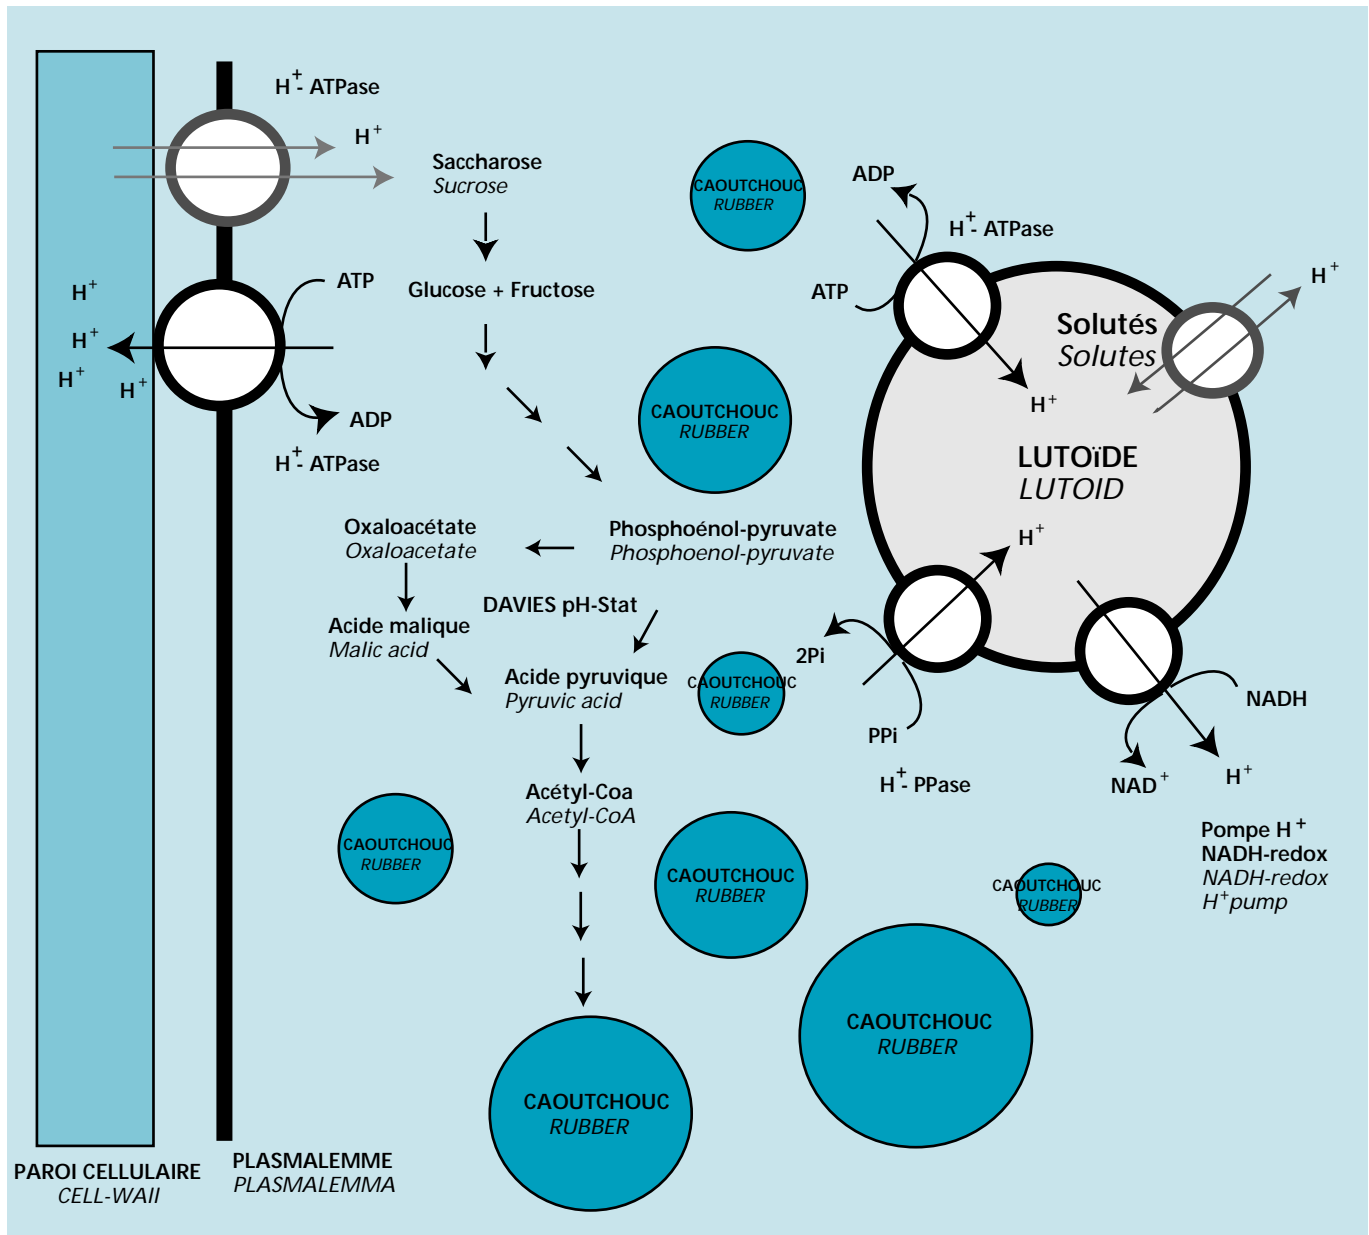 H+- ATPase
H+
Saccharose
Sucrose
Glucose + Fructose
ATP
H+
H+
H+
H+
ADP
H+- ATPase
CAOUTCHOUC
RUBBER
ADP
H+- ATPase
ATP
H+
Solutés
Solutes
H+
CAOUTCHOUC
RUBBER
LUTOïDE
LUTOID
Oxaloacétate
Oxaloacetate
Phosphoénol-pyruvate
Phosphoenol-pyruvate
H+
DAVIES pH-Stat
Acide malique
Malic acid
Acide pyruvique
Pyruvic acid
CAOUTCHOUC
RUBBER
2Pi
PPi
H+- PPase
NADH
NAD+
H+
Acétyl-Coa
Acetyl-CoA
Pompe H+
NADH-redox
NADH-redox
H+pump
CAOUTCHOUC
RUBBER
CAOUTCHOUC
RUBBER
CAOUTCHOUC
RUBBER
CAOUTCHOUC
RUBBER
CAOUTCHOUC
RUBBER
PAROI CELLULAIRE
CELL-WAII
PLASMALEMME
PLASMALEMMA